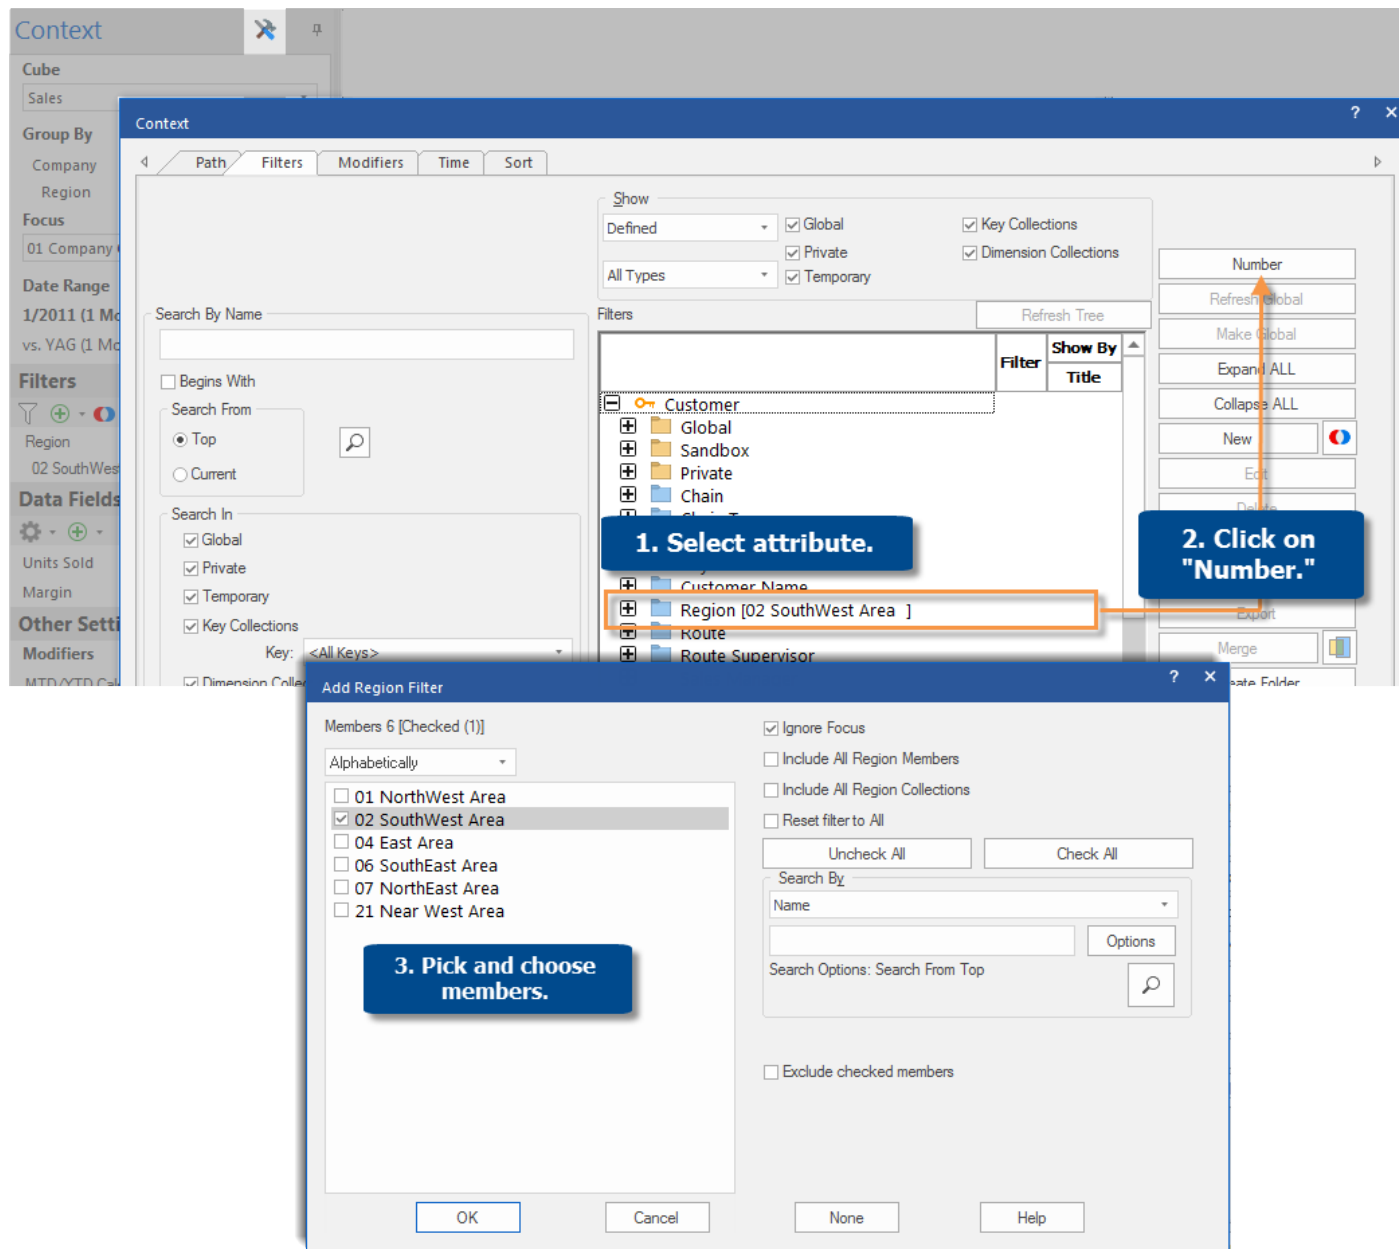 Context
Cube
Sales
Group By
Company
Region
Focus
01 Company
Date Range
1/2011 (1 Mo
vs. YAG (1 Mo
Filters
Region
02 SouthWes
Data Fields
Units Sold
Margin
Other Setti
Modifiers
MTD/YTD Cal
Context
?
Path
Filters
Modifiers
Time
Sort
Show
Defined
Global
Key Collections
Private
Dimension Collections
All Types
Temporary
Search By Name
Begins With
Search From
Top
Current
Search In
Global
Private
Temporary
Key Collections
Key: <All Keys>
Dimension Colle
Filters
Refresh Tree
Filter
Show By
Title
Customer
Global
Sandbox
Private
Chain
1. Select attribute.
Customer Name
Region [02 SouthWest Area ]
Route
Route Supervisor
Number
Refresh Global
Make Global
Expand ALL
Collapse ALL
New
Edit
Delete
2. Click on
"Number."
Export
Merge
eate Folder
Add Region Filter
?
Members 6 [Checked (1)]
Alphabetically
01 NorthWest Area
02 SouthWest Area
04 East Area
06 SouthEast Area
07 NorthEast Area
21 Near West Area
3. Pick and choose
members.
Ignore Focus
Include All Region Members
Include All Region Collections
Reset filter to All
Uncheck All
Check All
Search By
Name
Options
Search Options: Search From Top
Exclude checked members
OK
Cancel
None
Help